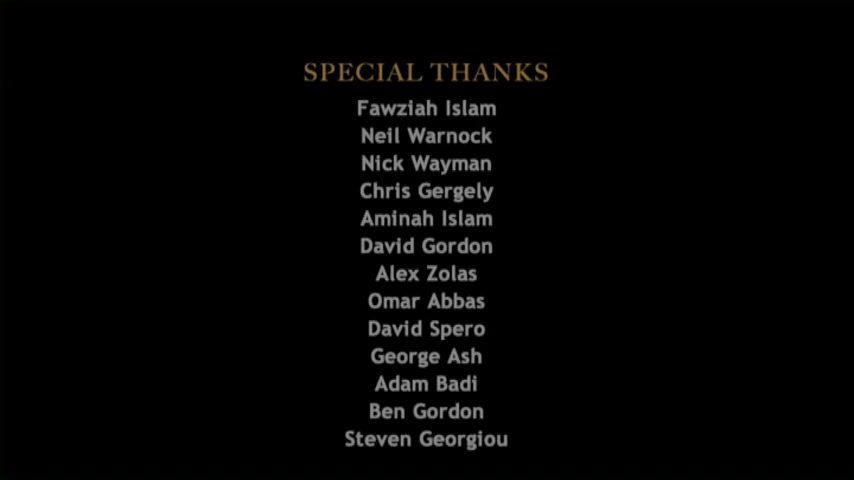 SPECIAL THANKS
Fawziah Islam
Neil Warnock
Nick Wayman
Chris Gergely
Aminah Islam
David Gordon
Alex Zolas
Omar Abbas
David Spero
George Ash
Adam Badi
Ben Gordon
Steven Georgiou